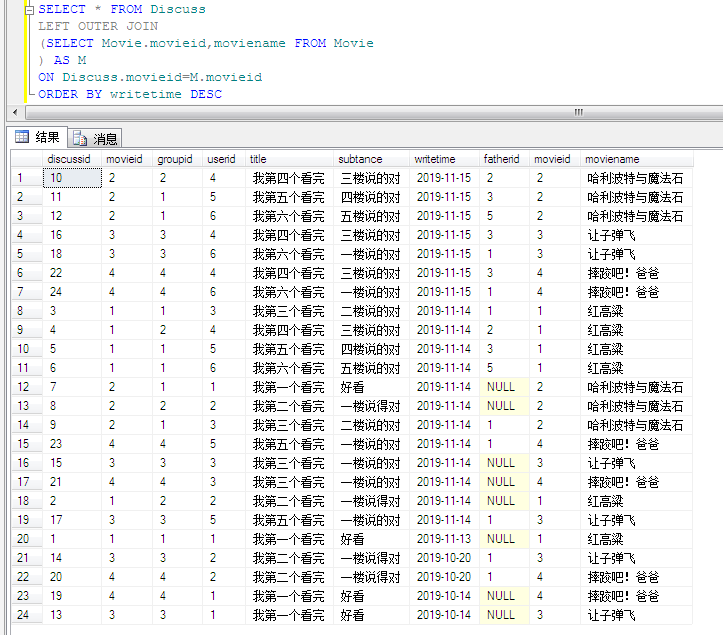 SELECT * FROM Discuss
LEFT OUTER JOIN
(SELECT Movie.movieid,moviename FROM Movie
) AS M
ON Discuss.movieid=M.movieid
ORDER BY writetime DESC
结果 消息
discussid movieid groupid userid title subtance writetime fatherid movieid moviename
1 10 2 2 4 我第四个看完 三楼说的对 2019-11-15 2 2 哈利波特与魔法石
2 11 2 1 5 我第五个看完 四楼说的对 2019-11-15 3 2 哈利波特与魔法石
3 12 2 1 6 我第六个看完 五楼说的对 2019-11-15 5 2 哈利波特与魔法石
4 16 3 3 4 我第四个看完 三楼说的对 2019-11-15 3 3 让子弹飞
5 18 3 3 6 我第六个看完 一楼说的对 2019-11-15 1 3 让子弹飞
6 22 4 4 4 我第四个看完 三楼说的对 2019-11-15 3 4 摔跤吧！爸爸
7 24 4 4 6 我第六个看完 一楼说的对 2019-11-15 1 4 摔跤吧！爸爸
8 3 1 1 3 我第三个看完 二楼说的对 2019-11-14 1 1 红高粱
9 4 1 2 4 我第四个看完 三楼说的对 2019-11-14 2 1 红高粱
10 5 1 1 5 我第五个看完 四楼说的对 2019-11-14 3 1 红高粱
11 6 1 1 6 我第六个看完 五楼说的对 2019-11-14 5 1 红高粱
12 7 2 1 1 我第一个看完 好看 2019-11-14 NULL 2 哈利波特与魔法石
13 8 2 2 2 我第二个看完 一楼说得对 2019-11-14 NULL 2 哈利波特与魔法石
14 9 2 1 3 我第三个看完 二楼说的对 2019-11-14 1 2 哈利波特与魔法石
15 23 4 4 5 我第五个看完 一楼说的对 2019-11-14 1 4 摔跤吧！爸爸
16 15 3 3 3 我第三个看完 一楼说的对 2019-11-14 NULL 3 让子弹飞
17 21 4 4 3 我第三个看完 一楼说的对 2019-11-14 NULL 4 摔跤吧！爸爸
18 2 1 2 2 我第二个看完 一楼说得对 2019-11-14 NULL 1 红高粱
19 17 3 3 5 我第五个看完 一楼说的对 2019-11-14 1 3 让子弹飞
20 1 1 1 1 我第一个看完 好看 2019-11-13 NULL 1 红高粱
21 14 3 3 2 我第二个看完 一楼说得对 2019-10-20 1 3 让子弹飞
22 20 4 4 2 我第二个看完 一楼说得对 2019-10-20 1 4 摔跤吧！爸爸
23 19 4 4 1 我第一个看完 好看 2019-10-14 NULL 4 摔跤吧！爸爸
24 13 3 3 1 我第一个看完 好看 2019-10-14 NULL 3 让子弹飞